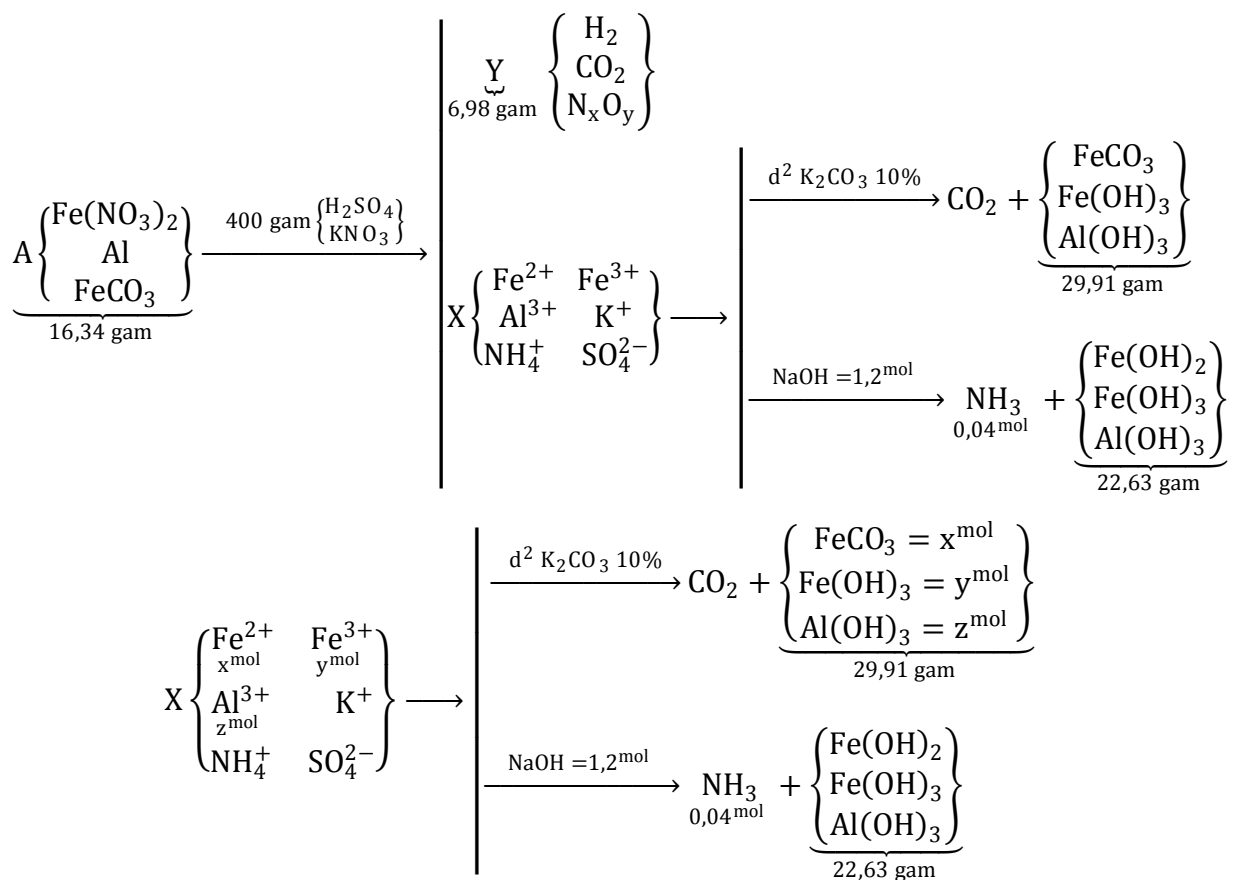 H₂
Y { CO₂ }
6,98 gam NₓOᵧ
Fe(NO₃)₂
A { Al }
FeCO₃
16,34 gam
400 gam { H₂SO₄
KNO₃ }
Fe²⁺ Fe³⁺
X { Al³⁺ K⁺ }
NH₄⁺ SO₄²⁻
d² K₂CO₃ 10%
CO₂ + { FeCO₃
Fe(OH)₃
Al(OH)₃ }
29,91 gam
NaOH =1,2ᵐᵒˡ
NH₃ + { Fe(OH)₂
0,04ᵐᵒˡ
Fe(OH)₃
Al(OH)₃ }
22,63 gam
Fe²⁺ Fe³⁺
xᵐᵒˡ yᵐᵒˡ
X { Al³⁺ K⁺ }
zᵐᵒˡ
NH₄⁺ SO₄²⁻
d² K₂CO₃ 10%
CO₂ + { FeCO₃ = xᵐᵒˡ
Fe(OH)₃ = yᵐᵒˡ
Al(OH)₃ = zᵐᵒˡ }
29,91 gam
NaOH =1,2ᵐᵒˡ
NH₃ + { Fe(OH)₂
0,04ᵐᵒˡ
Fe(OH)₃
Al(OH)₃ }
22,63 gam